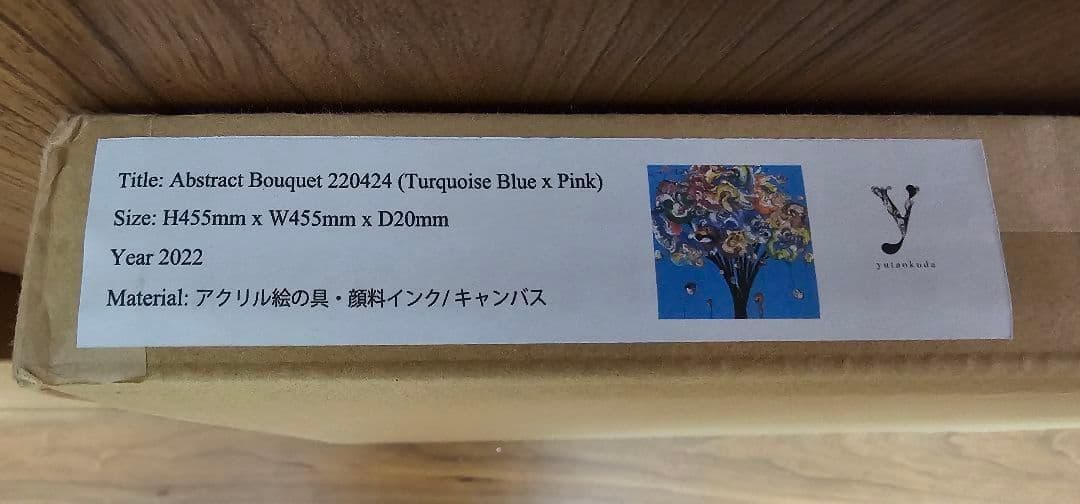 Title: Abstract Bouquet 220424 (Turquoise Blue x Pink)
Size: H455mm x W455mm x D20mm
Year 2022
Material: アクリル絵の具・顔料インク/キャンバス
y
yutaokuda